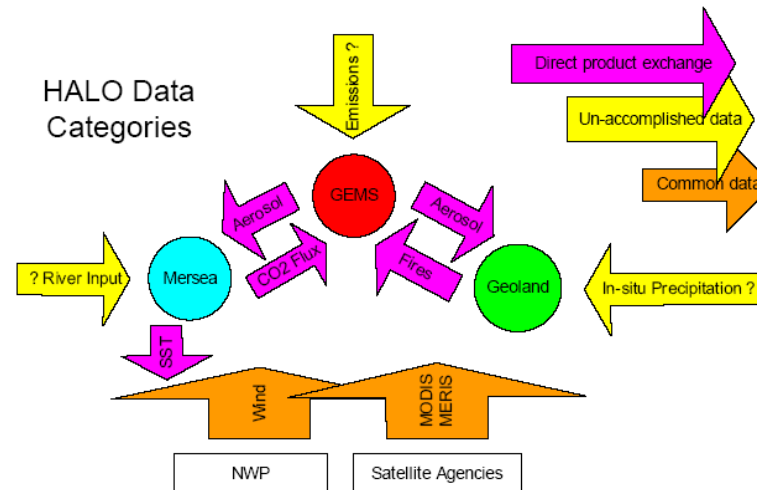 HALO Data
Categories
Emissions ?
Direct product exchange
Un-accomplished data
Common data
GEMS
Aerosol
Aerosol
CO2 Flux
Fires
? River Input
Mersea
Geoland
In-situ Precipitation ?
SST
Wind
MODIS
MERIS
NWP
Satellite Agencies